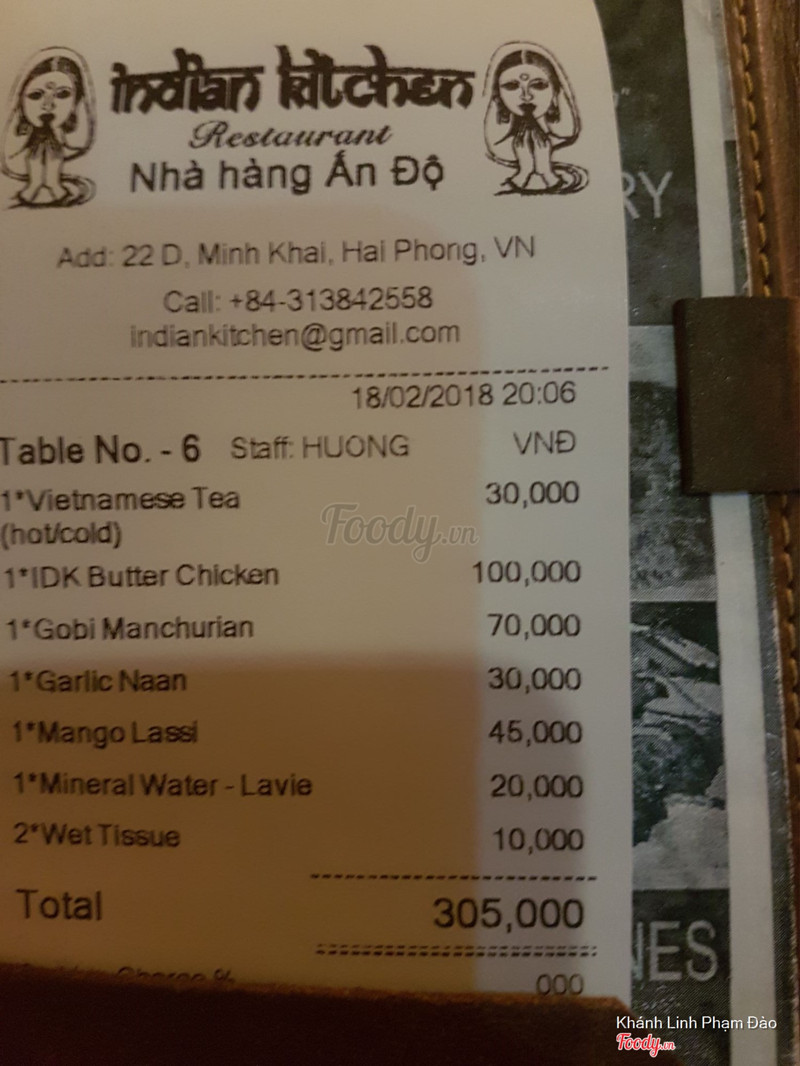 indian kitchen
Restaurant
Nhà hàng Ấn Độ
Add: 22 D, Minh Khai, Hai Phong, VN
Call: +84-313842558
indiankitchen@gmail.com
18/02/2018 20:06
Table No. - 6 Staff: HUONG VNĐ
1*Vietnamese Tea 30,000
(hot/cold)
1*IDK Butter Chicken 100,000
1*Gobi Manchurian 70,000
1*Garlic Naan 30,000
1*Mango Lassi 45,000
1*Mineral Water - Lavie 20,000
2*Wet Tissue 10,000
Total 305,000
Charge % 000
Foody.vn
RY
NES
Khánh Linh Phạm Đào
Foody.vn